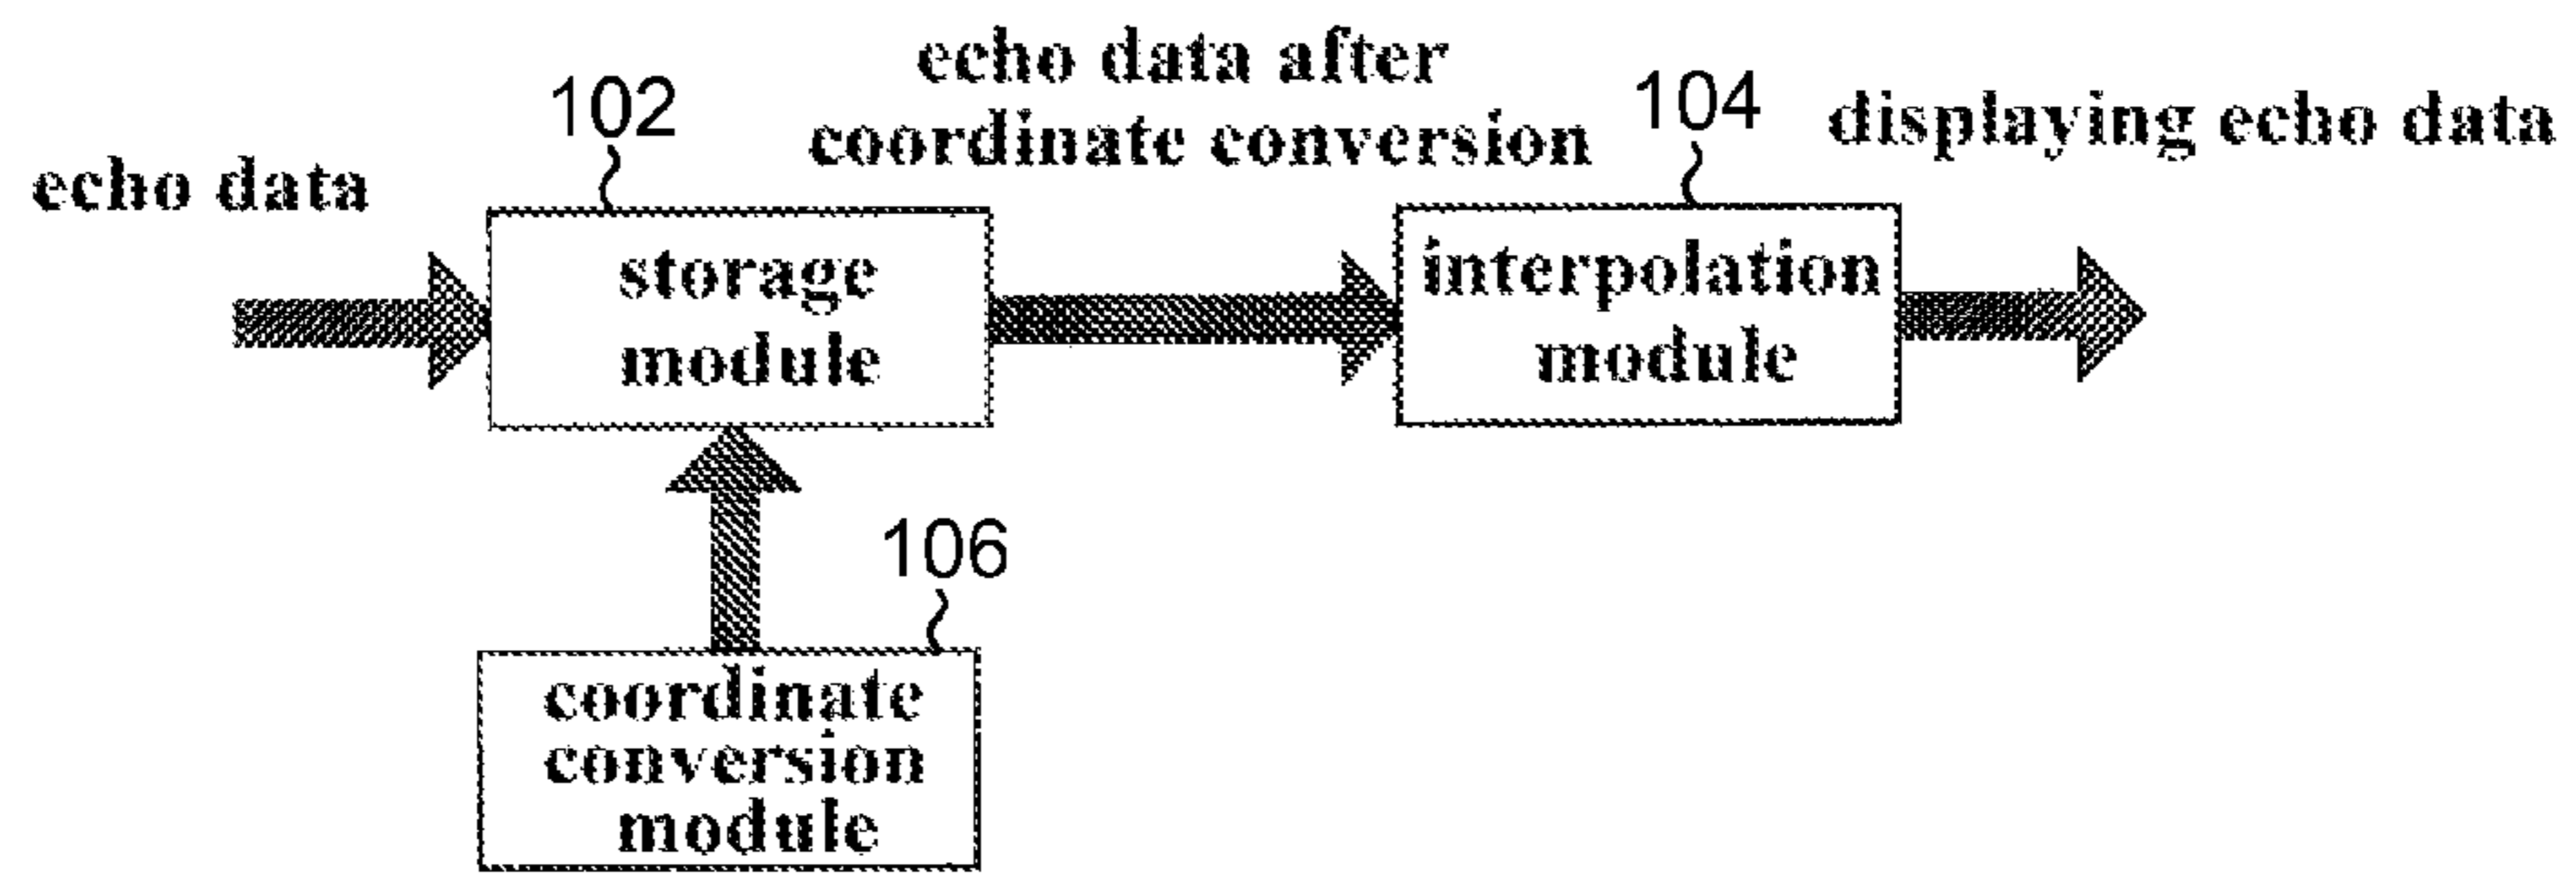 echo data
102
storage
module
echo data after
coordinate conversion
104
interpolation
module
displaying echo data
106
coordinate
conversion
module